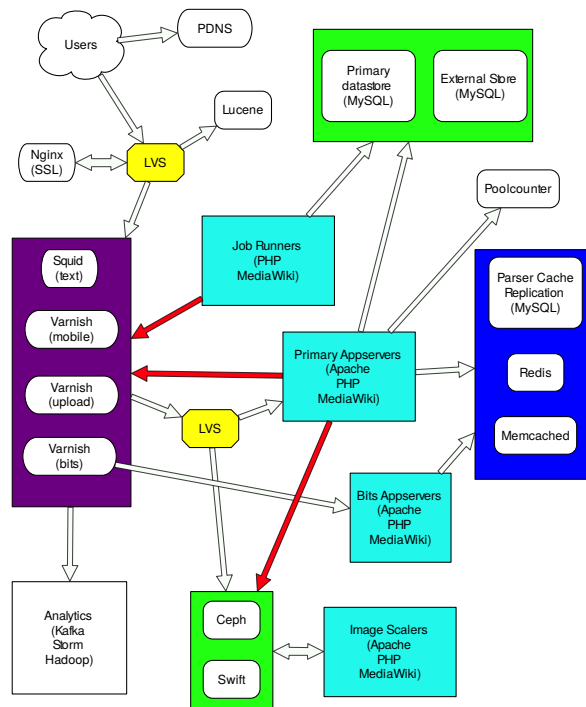 Users
PDNS
Lucene
Nginx
(SSL)
LVS
Primary
datastore
(MySQL)
External Store
(MySQL)
Poolcounter
Squid
(text)
Varnish
(mobile)
Varnish
(upload)
Varnish
(bits)
Job Runners
(PHP
MediaWiki)
Primary Appservers
(Apache
PHP
MediaWiki)
LVS
Parser Cache
Replication
(MySQL)
Redis
Memcached
Bits Appservers
(Apache
PHP
MediaWiki)
Analytics
(Kafka
Storm
Hadoop)
Ceph
Swift
Image Scalers
(Apache
PHP
MediaWiki)